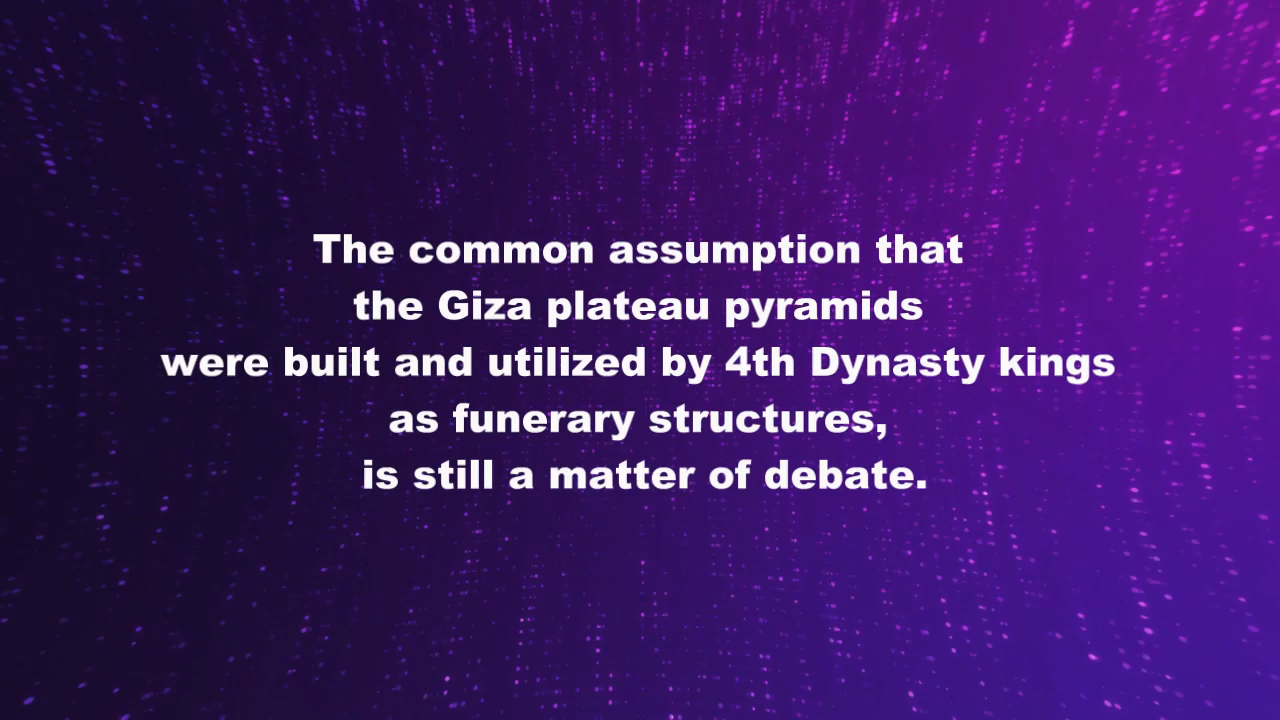 The common assumption that
the Giza plateau pyramids
were built and utilized by 4th Dynasty kings
as funerary structures,
is still a matter of debate.